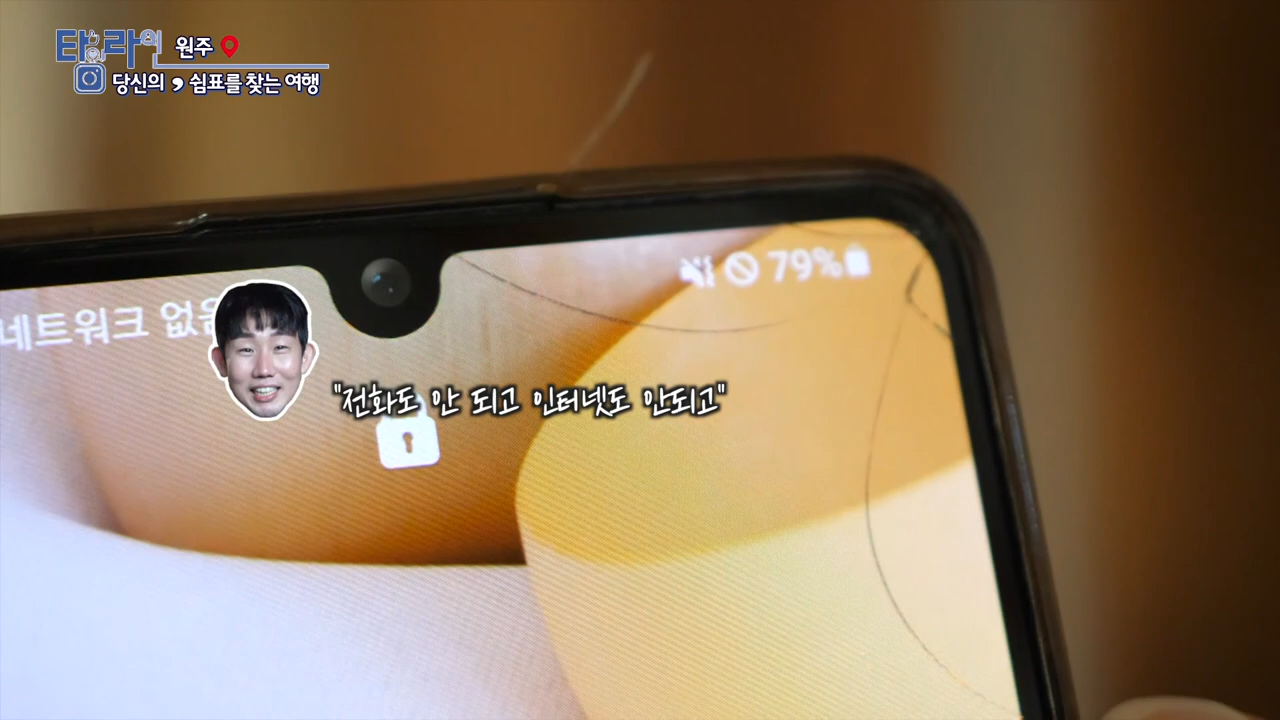 타라인 원주
당신의 , 쉼표를 찾는 여행
79%
네트워크 없음
"전화도 안 되고 인터넷도 안되고"